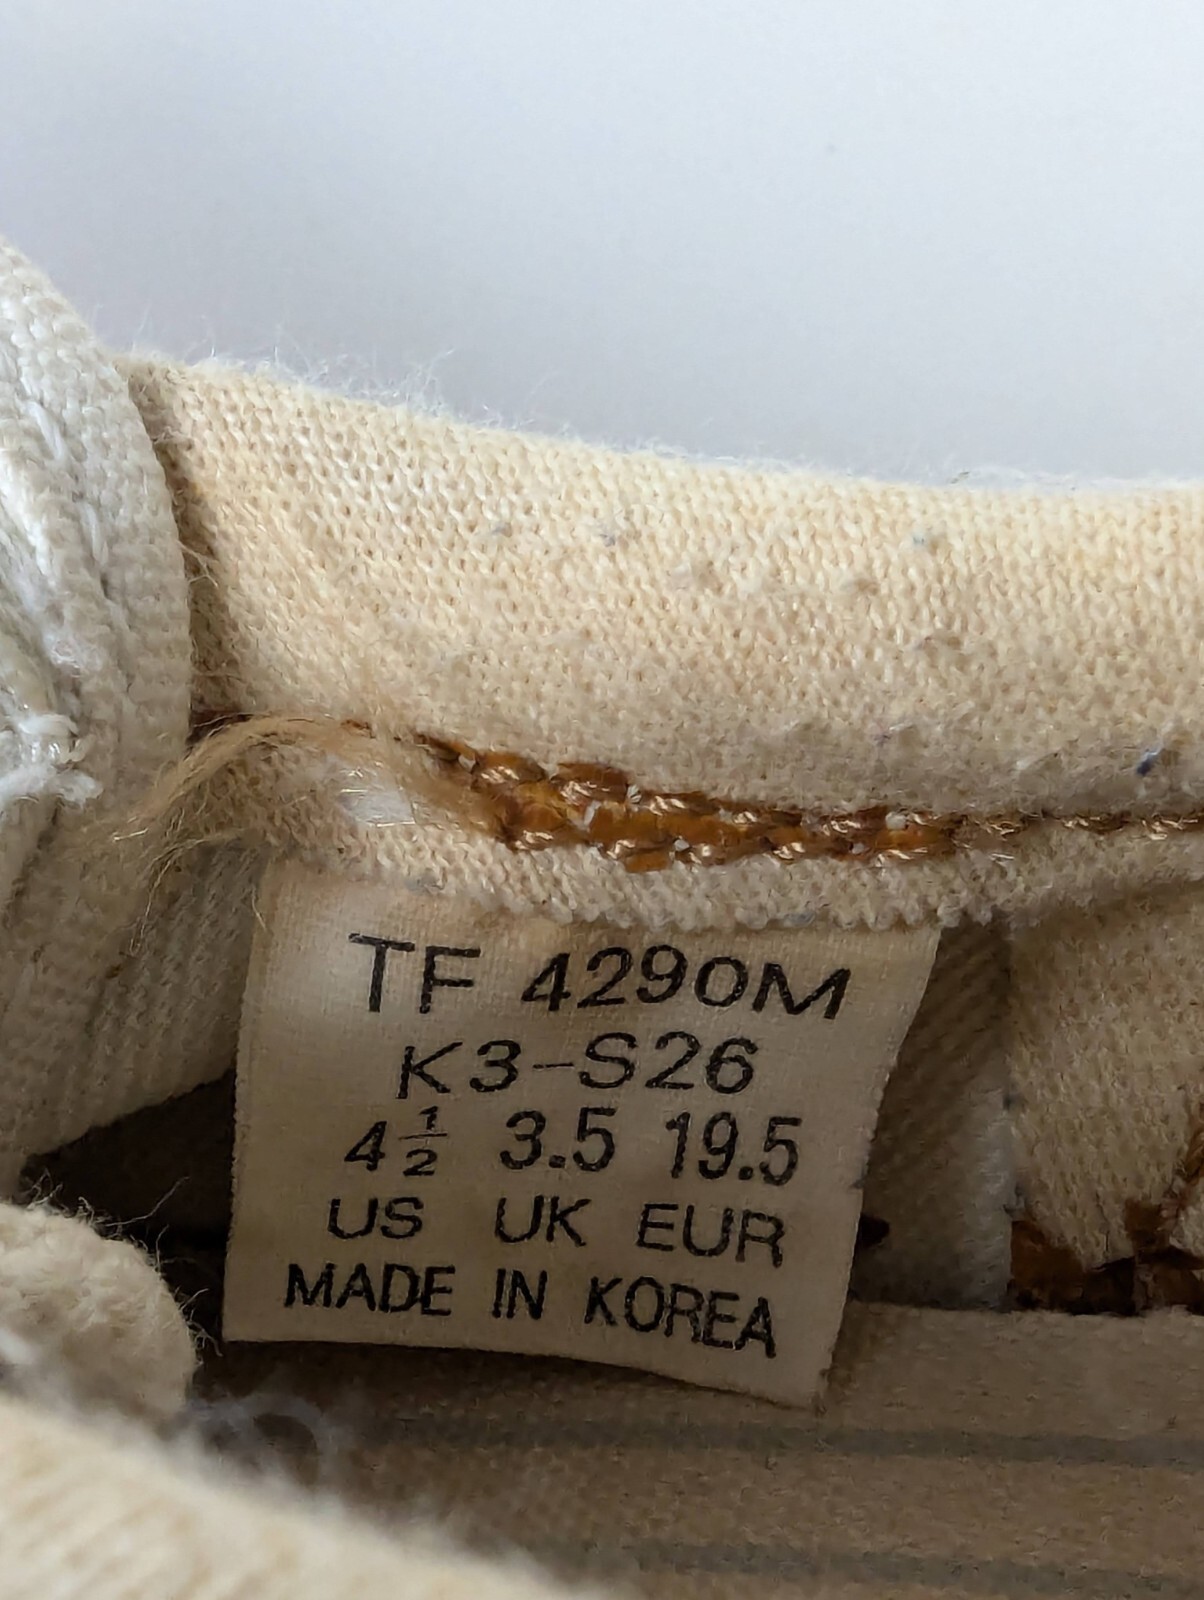 TF 4290M
K3-S26
4½ 3.5 19.5
US UK EUR
MADE IN KOREA